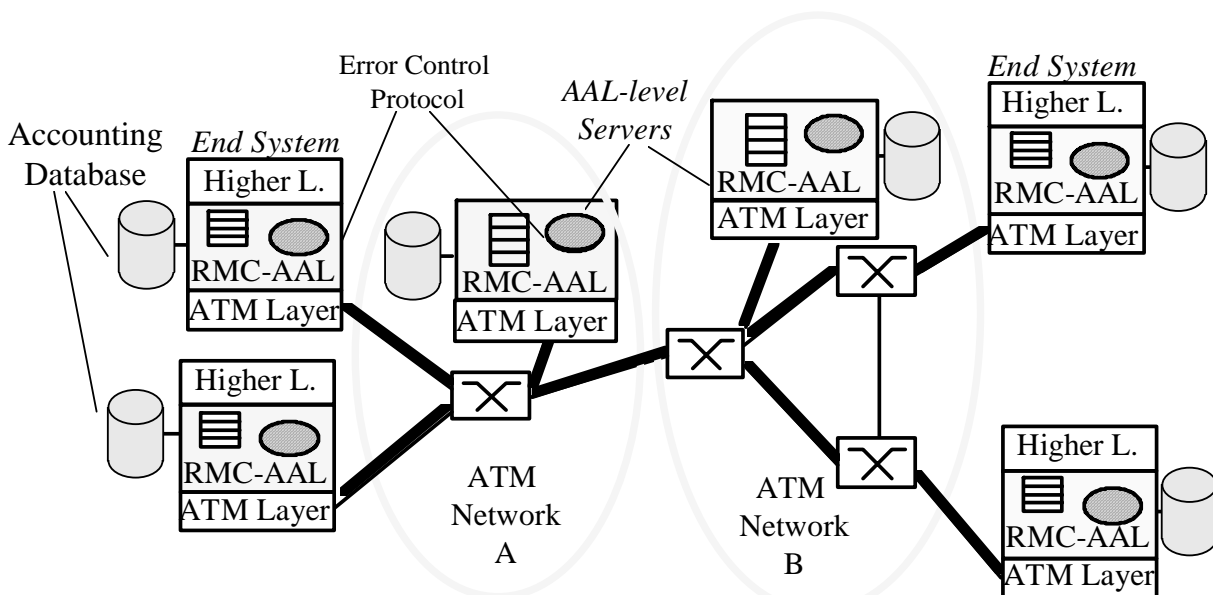 Error Control
Protocol
AAL-level
Servers
End System
Accounting
Database
End System
Higher L.
RMC-AAL
ATM Layer
RMC-AAL
ATM Layer
RMC-AAL
ATM Layer
Higher L.
RMC-AAL
ATM Layer
Higher L.
RMC-AAL
ATM Layer
ATM
Network
A
ATM
Network
B
Higher L.
RMC-AAL
ATM Layer